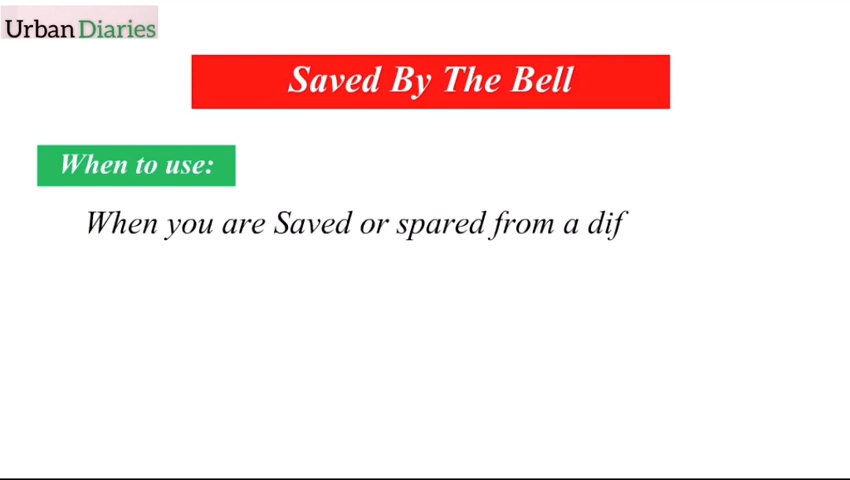 Urban Diaries
Saved By The Bell
When to use:
When you are Saved or spared from a dif